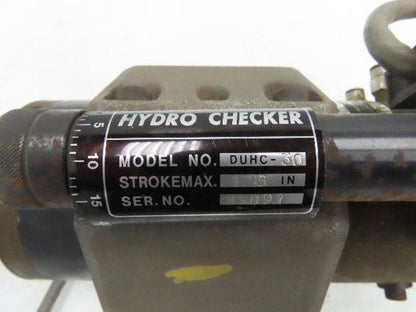 HYDRO CHECKER
MODEL NO. DUHC-30
STROKEMAX. IN
SER. NO.
5
10
15